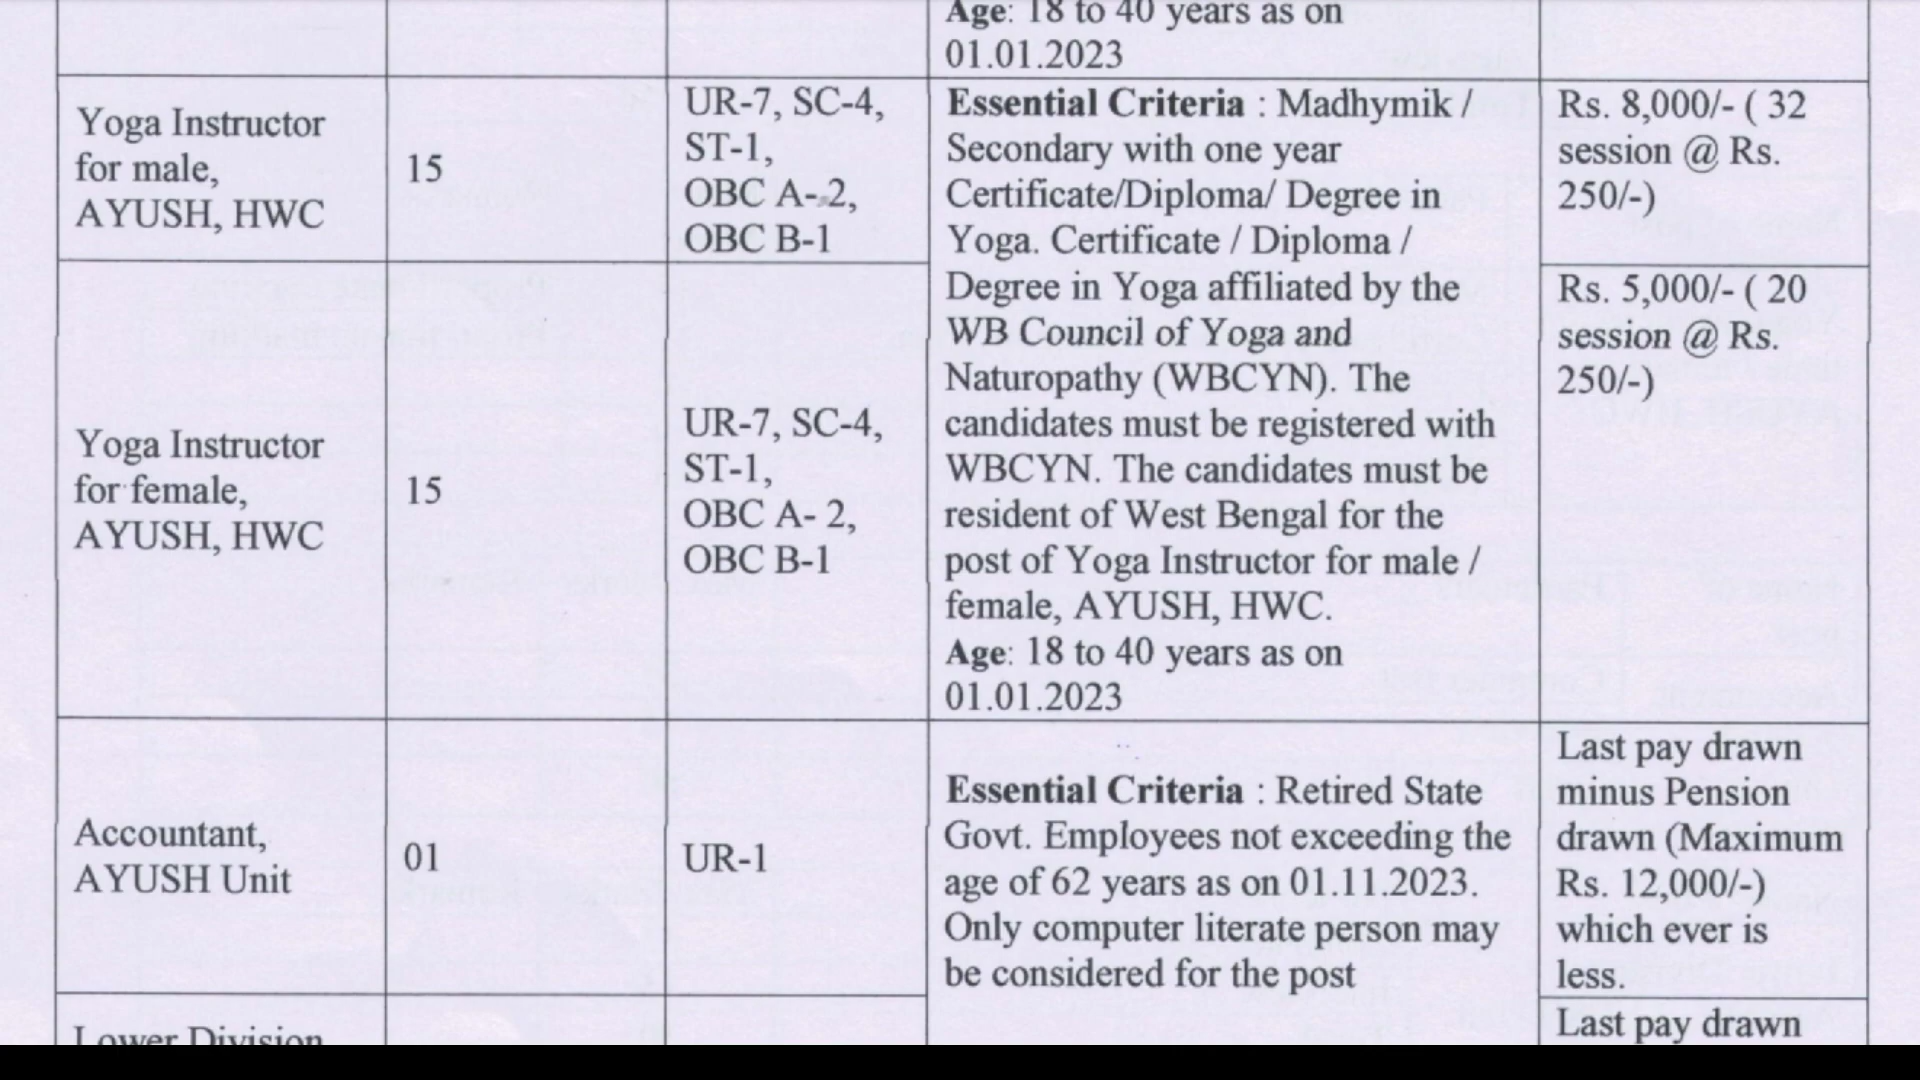 Age: 18 to 40 years as on
01.01.2023
Yoga Instructor
for male,
AYUSH, HWC
15
UR-7, SC-4,
ST-1,
OBC A- 2,
OBC B-1
Essential Criteria : Madhymik /
Secondary with one year
Certificate/Diploma/ Degree in
Yoga. Certificate / Diploma /
Degree in Yoga affiliated by the
WB Council of Yoga and
Naturopathy (WBCYN). The
candidates must be registered with
WBCYN. The candidates must be
resident of West Bengal for the
post of Yoga Instructor for male /
female, AYUSH, HWC.
Age: 18 to 40 years as on
01.01.2023
Rs. 8,000/- ( 32
session @ Rs.
250/-)
Yoga Instructor
for female,
AYUSH, HWC
15
UR-7, SC-4,
ST-1,
OBC A- 2,
OBC B-1
Rs. 5,000/- ( 20
session @ Rs.
250/-)
Accountant,
AYUSH Unit
01
UR-1
Essential Criteria : Retired State
Govt. Employees not exceeding the
age of 62 years as on 01.11.2023.
Only computer literate person may
be considered for the post
Last pay drawn
minus Pension
drawn (Maximum
Rs. 12,000/-)
which ever is
less.
Lower Division
Last pay drawn